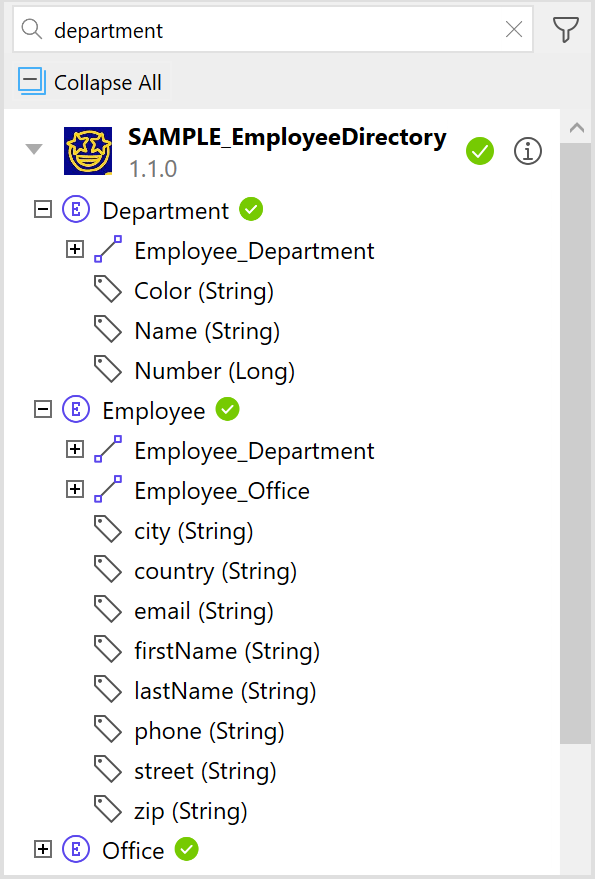 department
Collapse All
SAMPLE_EmployeeDirectory
1.1.0
E Department
Employee_Department
Color (String)
Name (String)
Number (Long)
E Employee
Employee_Department
Employee_Office
city (String)
country (String)
email (String)
firstName (String)
lastName (String)
phone (String)
street (String)
zip (String)
E Office